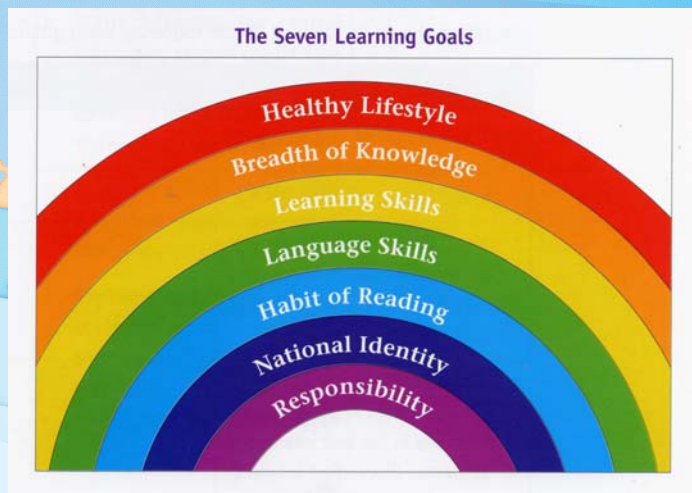 The Seven Learning Goals
Healthy Lifestyle
Breadth of Knowledge
Learning Skills
Language Skills
Habit of Reading
National Identity
Responsibility